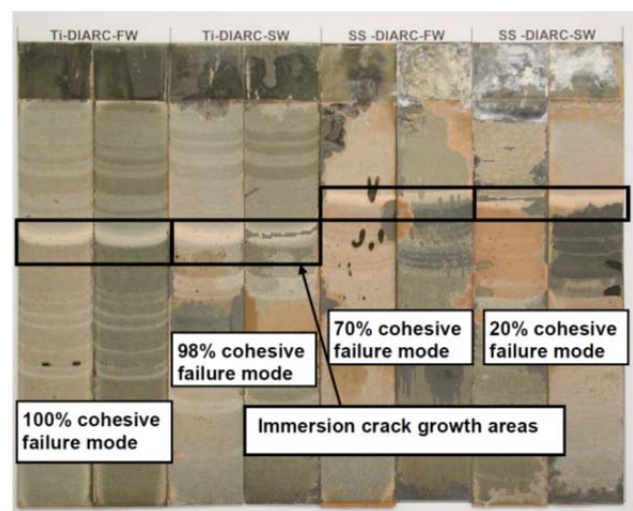 Ti-DIARC-FW
Ti-DIARC-SW
SS -DIARC-FW
SS -DIARC-SW
70% cohesive
failure mode
20% cohesive
failure mode
98% cohesive
failure mode
100% cohesive
failure mode
Immersion crack growth areas